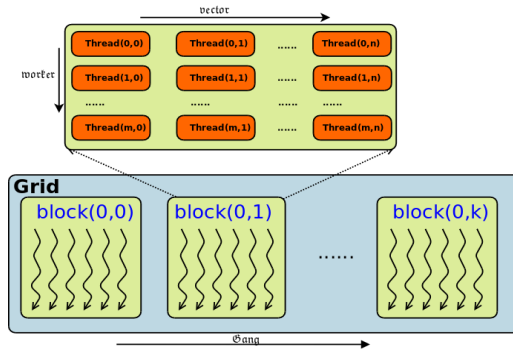 vector
Thread(0,0) Thread(0,1) ...... Thread(0,n)
worker
Thread(1,0) Thread(1,1) Thread(1,n)
...... ...... ...... ......
Thread(m,0) Thread(m,1) ...... Thread(m,n)
Grid
block(0,0) block(0,1) block(0,k)
......
Gang